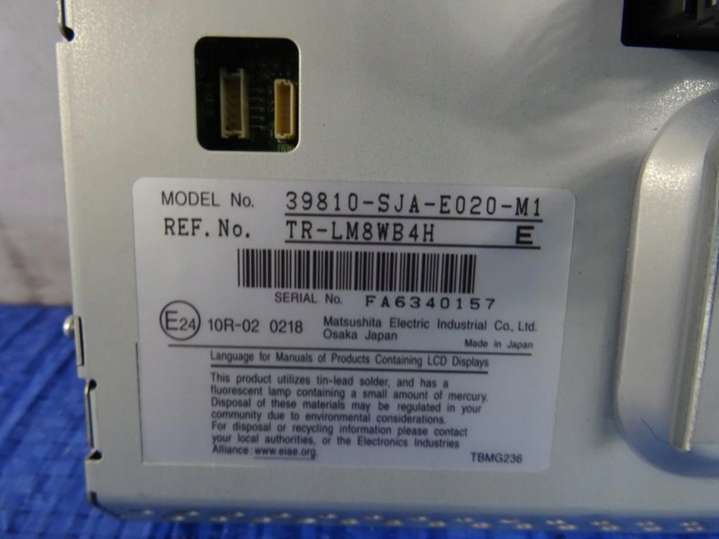 MODEL No. 39810-SJA-E020-M1
REF. No. TR-LM8WB4H E
SERIAL No. FA6340157
E24 10R-02 0218 Matsushita Electric Industrial Co., Ltd.
Osaka Japan
Made in Japan
Language for Manuals of Products Containing LCD Displays
This product utilizes tin-lead solder, and has a
fluorescent lamp containing a small amount of mercury.
Disposal of these materials may be regulated in your
community due to environmental considerations.
For disposal or recycling information please contact
your local authorities, or the Electronics Industries
Alliance: www.eiae.org.
TBMG236